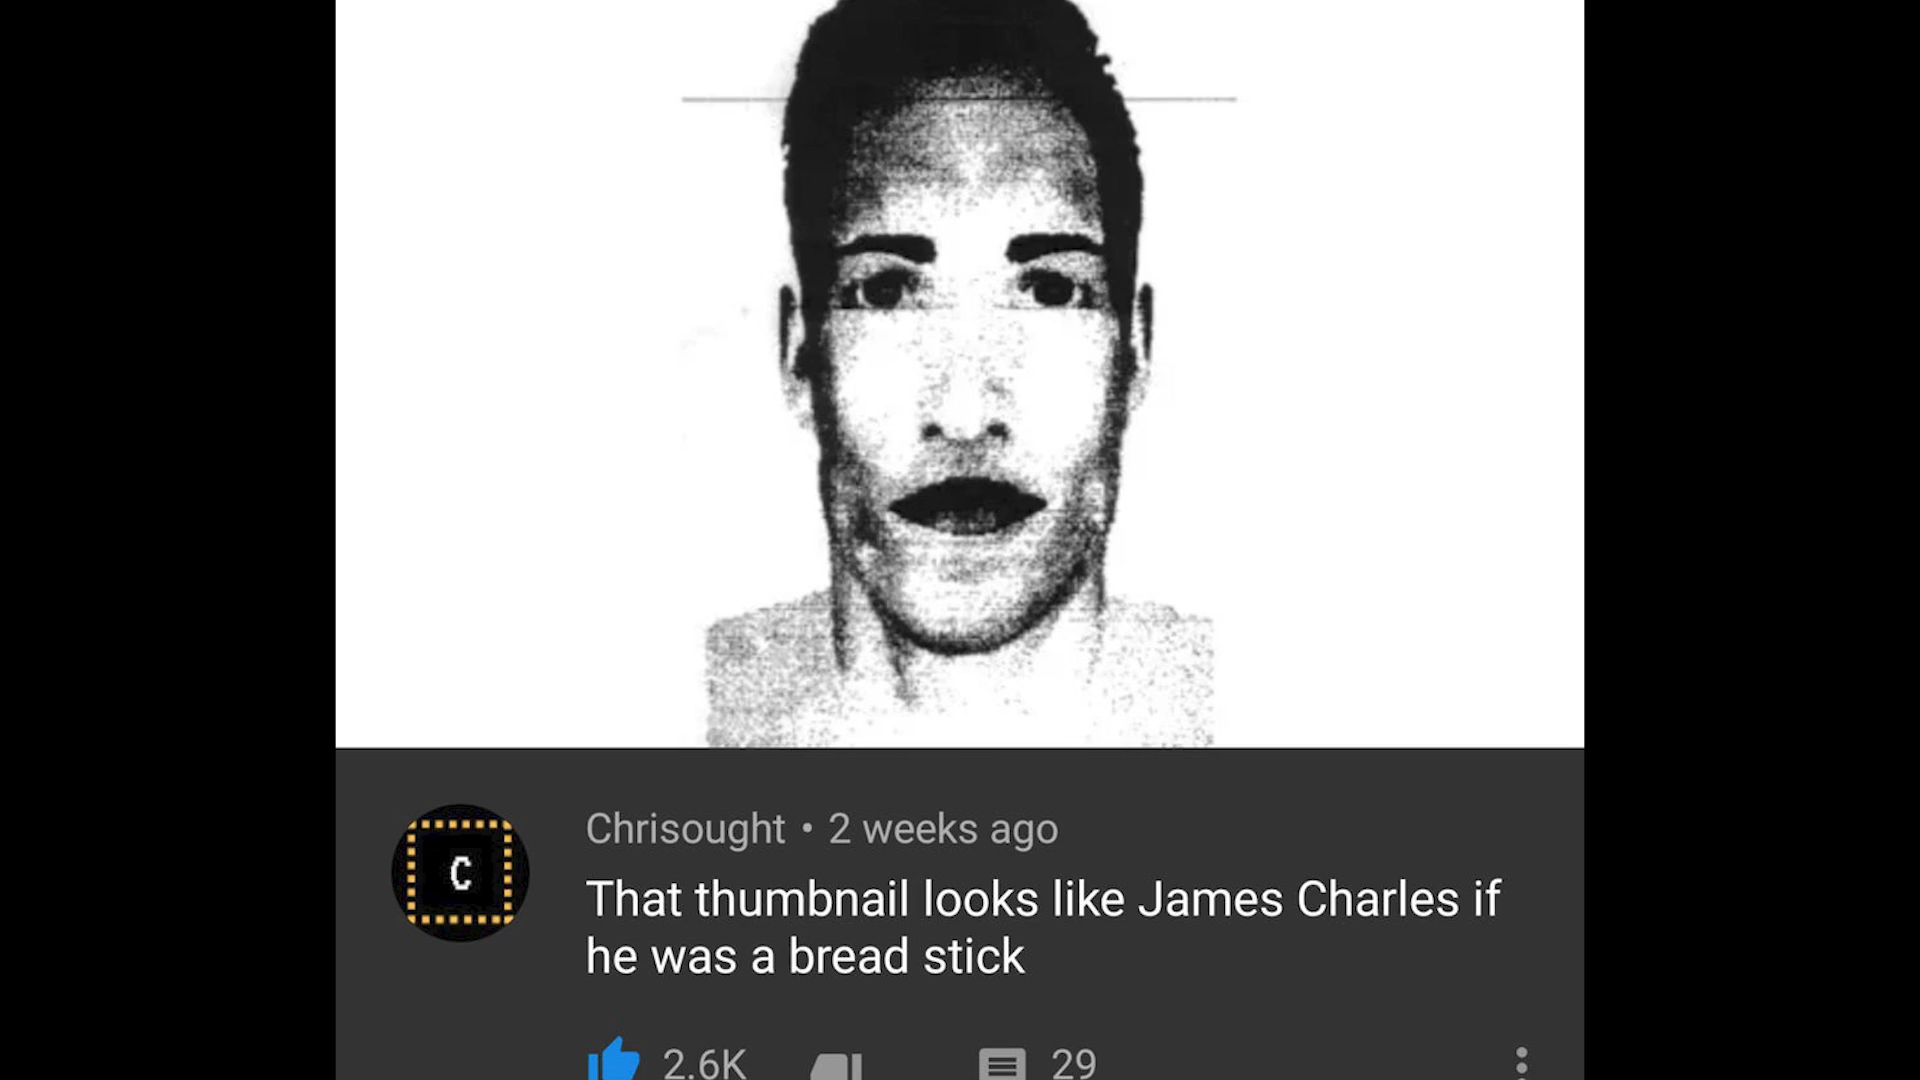 C
Chrisought • 2 weeks ago
That thumbnail looks like James Charles if
he was a bread stick
2.6K 29